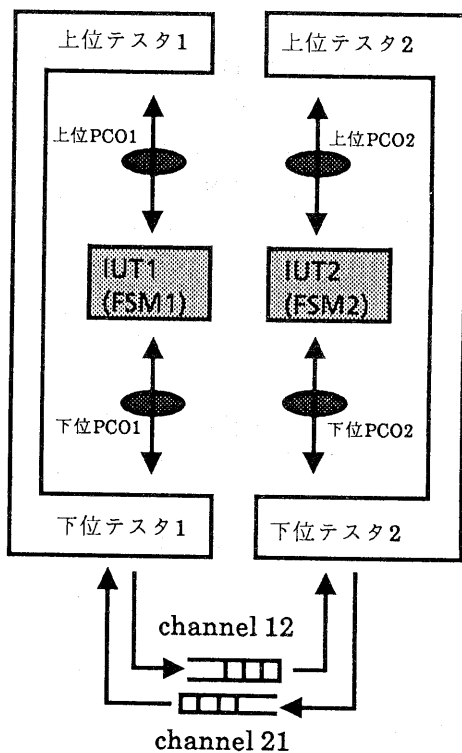 上位テスタ1
上位テスタ2
上位PCO1
上位PCO2
IUT1
(FSM1)
IUT2
(FSM2)
下位PCO1
下位PCO2
下位テスタ1
下位テスタ2
channel 12
channel 21